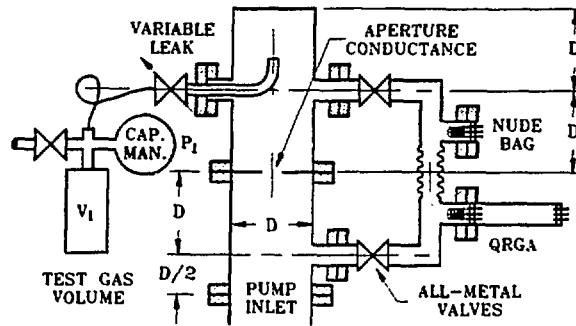 VARIABLE
LEAK
APERTURE
CONDUCTANCE
D
CAP.
MAN.
P₁
NUDE
BAG
D
V₁
D
D
QRGA
TEST GAS
VOLUME
D/2
PUMP
INLET
ALL-METAL
VALVES